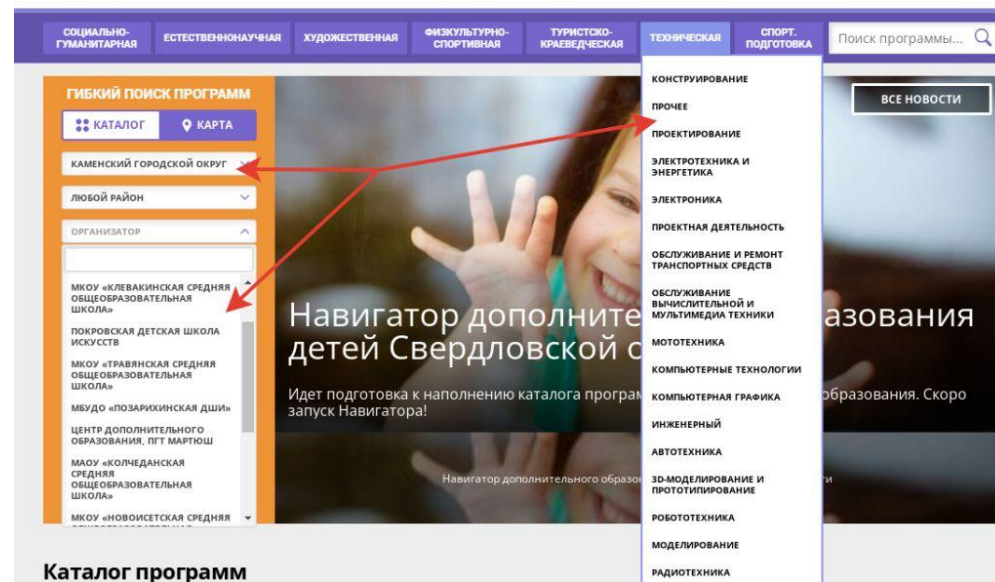 СОЦИАЛЬНО-
ГУМАНИТАРНАЯ
ЕСТЕСТВЕННОНАУЧНАЯ
ХУДОЖЕСТВЕННАЯ
ФИЗКУЛЬТУРНО-
СПОРТИВНАЯ
ТУРИСТСКО-
КРАЕВЕДЧЕСКАЯ
ТЕХНИЧЕСКАЯ
СПОРТ.
ПОДГОТОВКА
Поиск программы...
ГИБКИЙ ПОИСК ПРОГРАММ
КАТАЛОГ
КАРТА
КАМЕНСКИЙ ГОРОДСКОЙ ОКРУГ
ЛЮБОЙ РАЙОН
ОРГАНИЗАТОР
МКОУ «КЛЕВАКИНСКАЯ СРЕДНЯЯ
ОБЩЕОБРАЗОВАТЕЛЬНАЯ
ШКОЛА»
ПОКРОВСКАЯ ДЕТСКАЯ ШКОЛА
ИСКУССТВ
МКОУ «ТРАВЯНСКАЯ СРЕДНЯЯ
ОБЩЕОБРАЗОВАТЕЛЬНАЯ
ШКОЛА»
МБУДО «ПОЗАРИХИНСКАЯ ДШИ»
ЦЕНТР ДОПОЛНИТЕЛЬНОГО
ОБРАЗОВАНИЯ, ПГТ МАРТЮШ
МАОУ «КОЛЧЕДАНСКАЯ
СРЕДНЯЯ
ОБЩЕОБРАЗОВАТЕЛЬНАЯ
ШКОЛА»
МКОУ «НОВОИСЕТСКАЯ СРЕДНЯЯ
КОНСТРУИРОВАНИЕ
ПРОЧЕЕ
ПРОЕКТИРОВАНИЕ
ЭЛЕКТРОТЕХНИКА И
ЭНЕРГЕТИКА
ЭЛЕКТРОНИКА
ПРОЕКТНАЯ ДЕЯТЕЛЬНОСТЬ
ОБСЛУЖИВАНИЕ И РЕМОНТ
ТРАНСПОРТНЫХ СРЕДСТВ
ОБСЛУЖИВАНИЕ
ВЫЧИСЛИТЕЛЬНОЙ И
МУЛЬТИМЕДИА ТЕХНИКИ
МОТОТЕХНИКА
КОМПЬЮТЕРНЫЕ ТЕХНОЛОГИИ
КОМПЬЮТЕРНАЯ ГРАФИКА
ИНЖЕНЕРНЫЙ
АВТОТЕХНИКА
3D-МОДЕЛИРОВАНИЕ И
ПРОТОТИПИРОВАНИЕ
РОБОТОТЕХНИКА
МОДЕЛИРОВАНИЕ
РАДИОТЕХНИКА
ВСЕ НОВОСТИ
Навигатор дополните азования
детей Свердловской о
Идет подготовка к наполнению каталога програм бразования. Скоро
запуск Навигатора!
Навигатор дополнительного образо и
Каталог программ